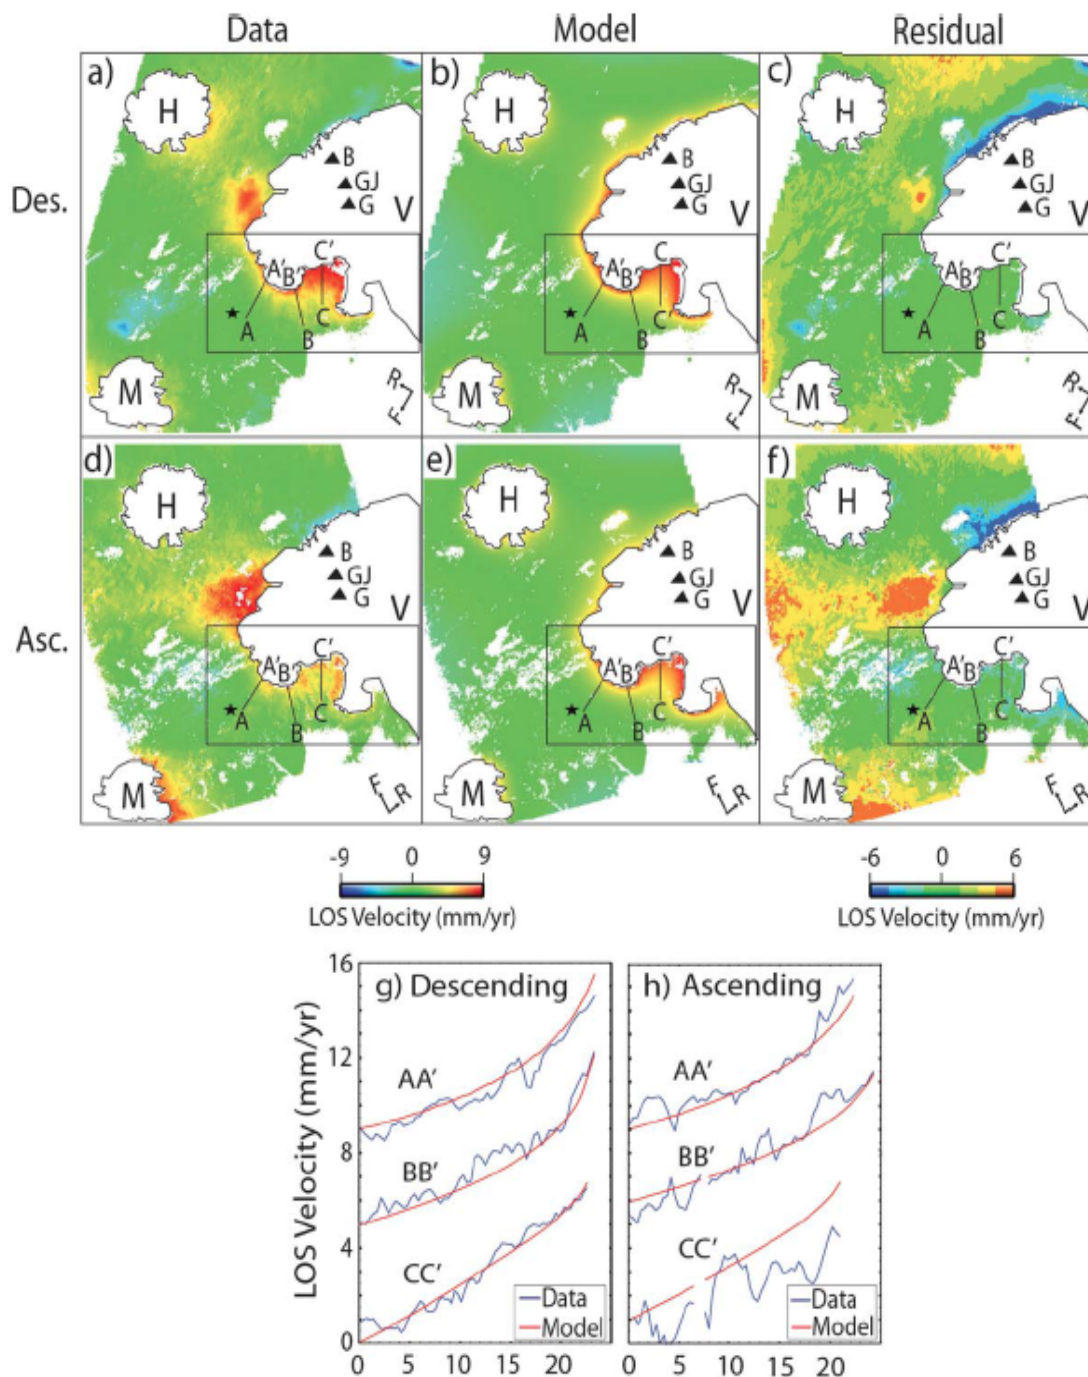 Data Model Residual
Des.
a) b) c)
H H H
B B B
GJ GJ GJ
G G G
V V V
C' C' C'
A' B' A' B' A' B'
A B C A B C A B C
M M M
R R R
F F F
Asc.
d) e) f)
H H H
B B B
GJ GJ GJ
G G G
V V V
C' C' C'
A' B' A' B' A' B'
A B C A B C A B C
M M M
F F F
R R R
-9 0 9
LOS Velocity (mm/yr)
-6 0 6
LOS Velocity (mm/yr)
LOS Velocity (mm/yr)
16
12
8
4
0
g) Descending
AA'
BB'
CC'
Data
Model
0 5 10 15 20
h) Ascending
AA'
BB'
CC'
Data
Model
0 5 10 15 20